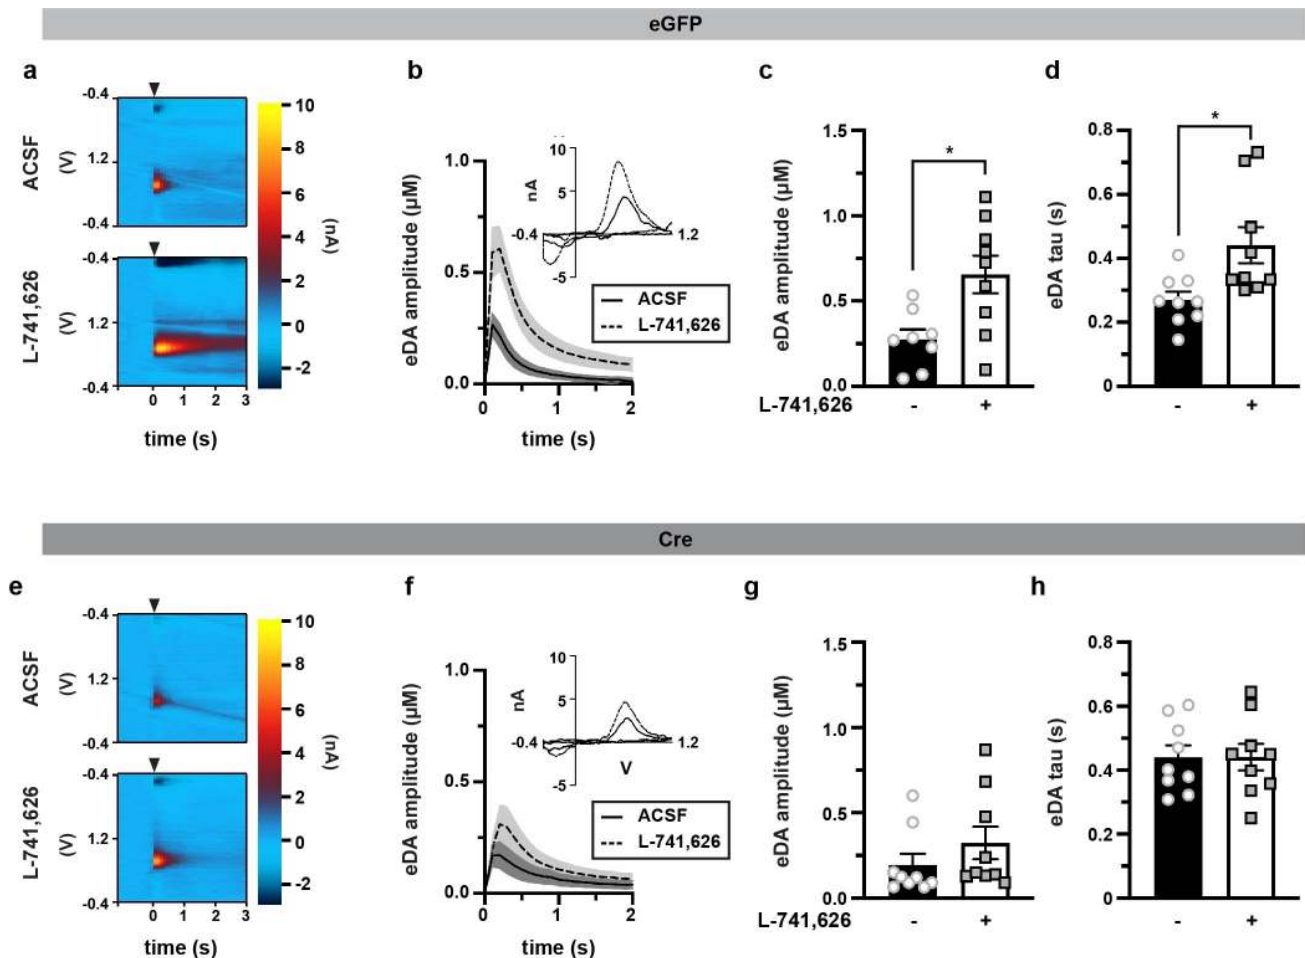 eGFP
a
b
c
d
ACSF
L-741,626
-0.4
1.2
-0.4
(V)
-0.4
1.2
-0.4
(V)
0 1 2 3
time (s)
10
8
6
4
2
0
-2
(nA)
eDA amplitude (µM)
1.0
0.5
0.0
0 1 2
time (s)
nA
10
5
-5
-0.4
1.2
ACSF
L-741,626
eDA amplitude (µM)
1.5
1.0
0.5
0.0
*
L-741,626 - +
eDA tau (s)
0.8
0.6
0.4
0.2
0
*
- +
Cre
e
f
g
h
ACSF
L-741,626
-0.4
1.2
-0.4
(V)
-0.4
1.2
-0.4
(V)
0 1 2 3
time (s)
10
8
6
4
2
0
-2
(nA)
eDA amplitude (µM)
1.0
0.5
0.0
0 1 2
time (s)
nA
10
5
-5
-0.4
1.2
V
ACSF
L-741,626
eDA amplitude (µM)
1.5
1.0
0.5
0.0
L-741,626 - +
eDA tau (s)
0.8
0.6
0.4
0.2
0
- +